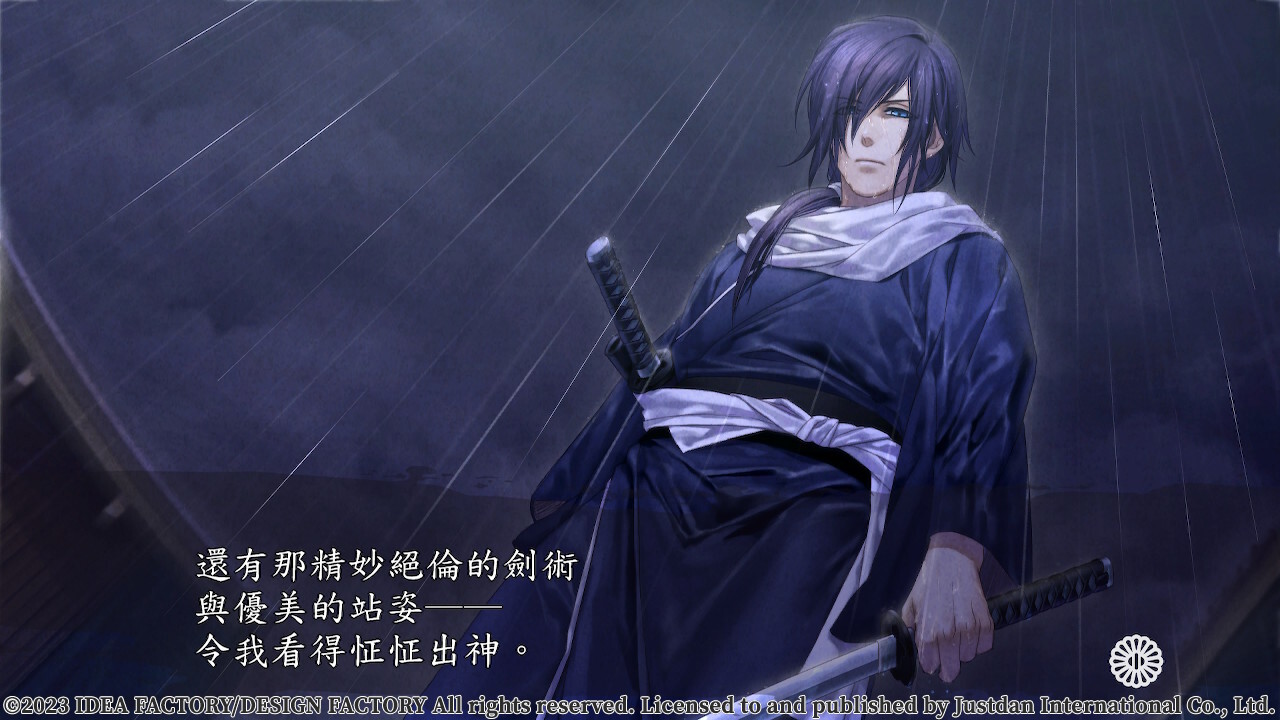 還有那精妙絕倫的劍術
與優美的站姿——
令我看得怔怔出神。
©2023 IDEA FACTORY/DESIGN FACTORY All rights reserved. Licensed to and published by Justdan International Co., Ltd.